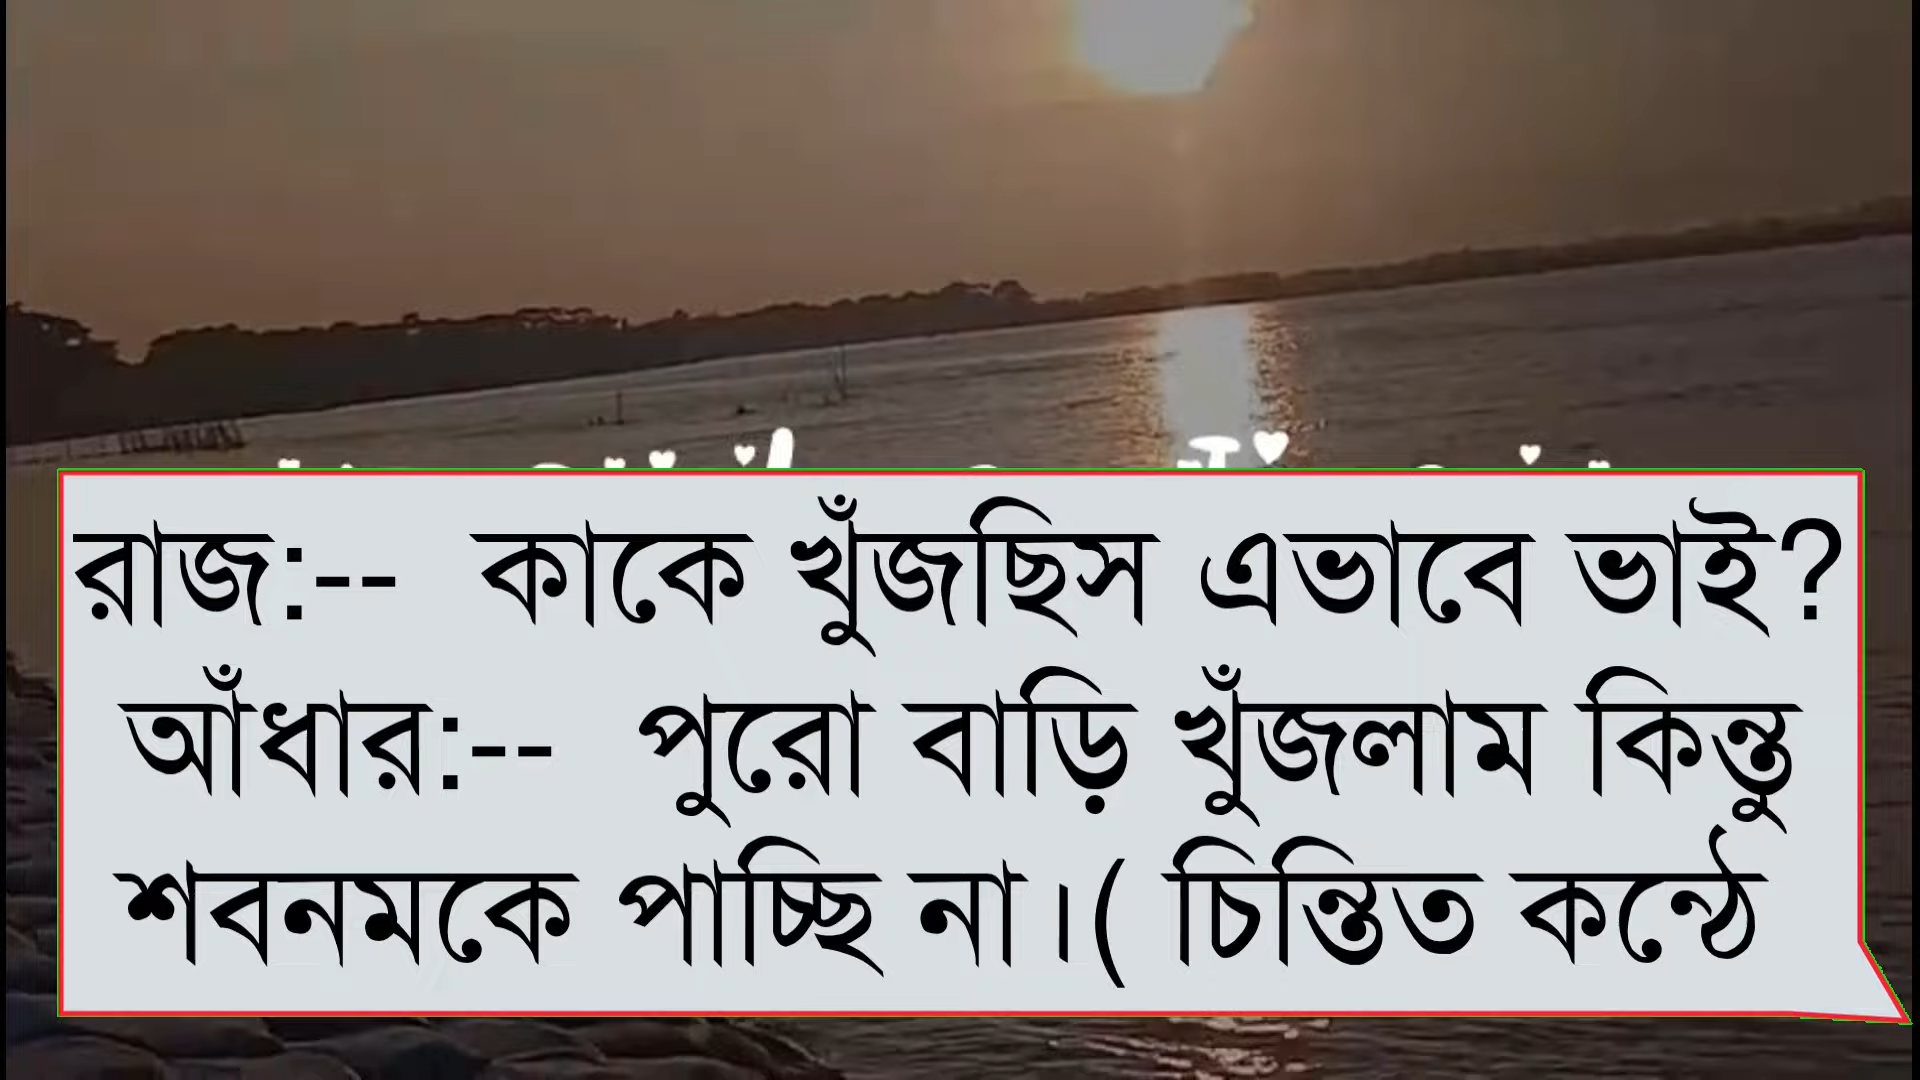 রাজ:-- কাকে খুঁজছিস এভাবে ভাই?
আঁধার:-- পুরো বাড়ি খুঁজলাম কিন্তু
শবনমকে পাচ্ছি না।( চিন্তিত কন্ঠে